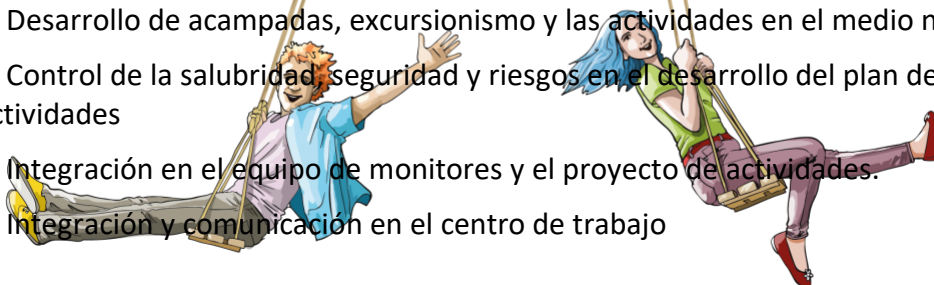 Desarrollo de acampadas, excursionismo y las actividades en el medio
Control de la salubridad, seguridad y riesgos en el desarrollo del plan de
ctividades
Integración en el equipo de monitores y el proyecto de actividades.
Integración y comunicación en el centro de trabajo